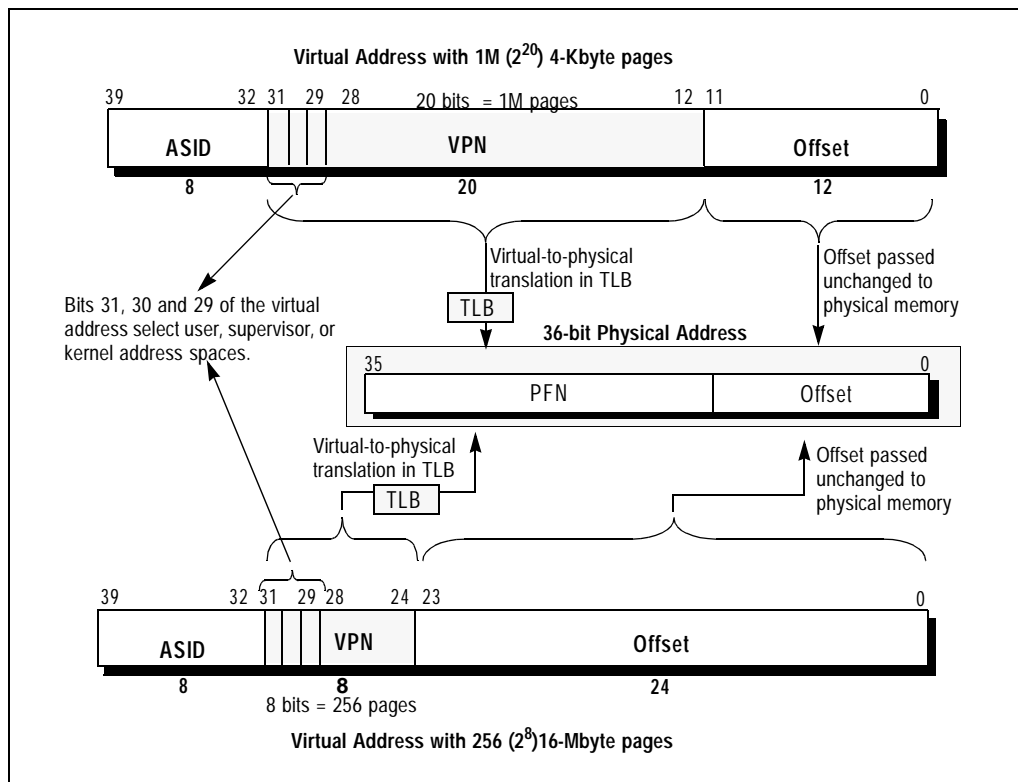 Virtual Address with 1M (2^20) 4-Kbyte pages
39 32 31 29 28 20 bits = 1M pages 12 11 0
ASID VPN Offset
8 20 12
Virtual-to-physical
translation in TLB
Offset passed
unchanged to
physical memory
Bits 31, 30 and 29 of the virtual
address select user, supervisor, or
kernel address spaces.
TLB
36-bit Physical Address
35 0
PFN Offset
Virtual-to-physical
translation in TLB
Offset passed
unchanged to
physical memory
TLB
39 32 31 29 28 24 23 0
ASID VPN Offset
8 8 24
8 bits = 256 pages
Virtual Address with 256 (2^8)16-Mbyte pages